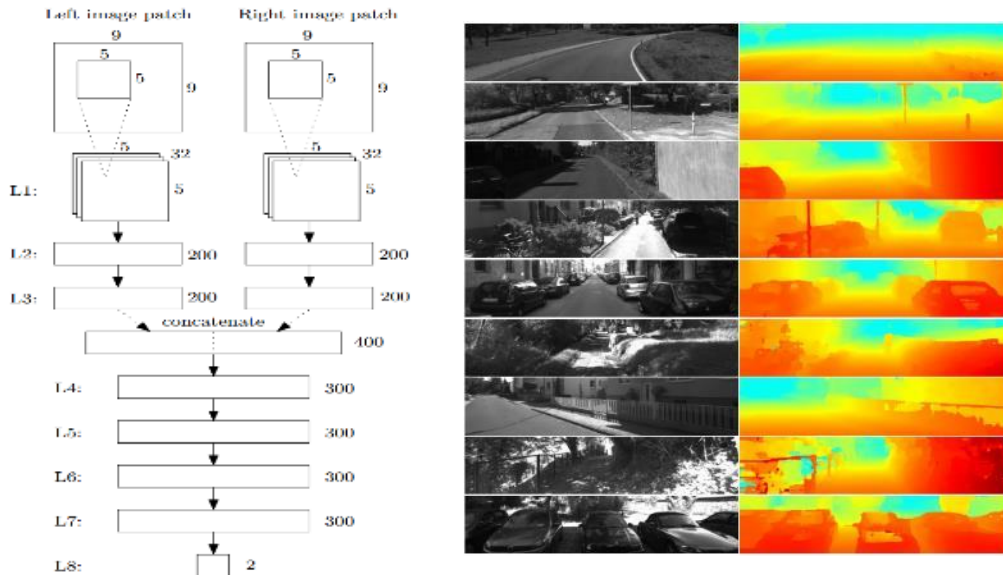 Left image patch Right image patch
9 9
5 5
5 9 5 9
5 32 5 32
L1: 5 5
L2: 200 200
L3: 200 200
concatenate
400
L4: 300
L5: 300
L6: 300
L7: 300
L8: 2